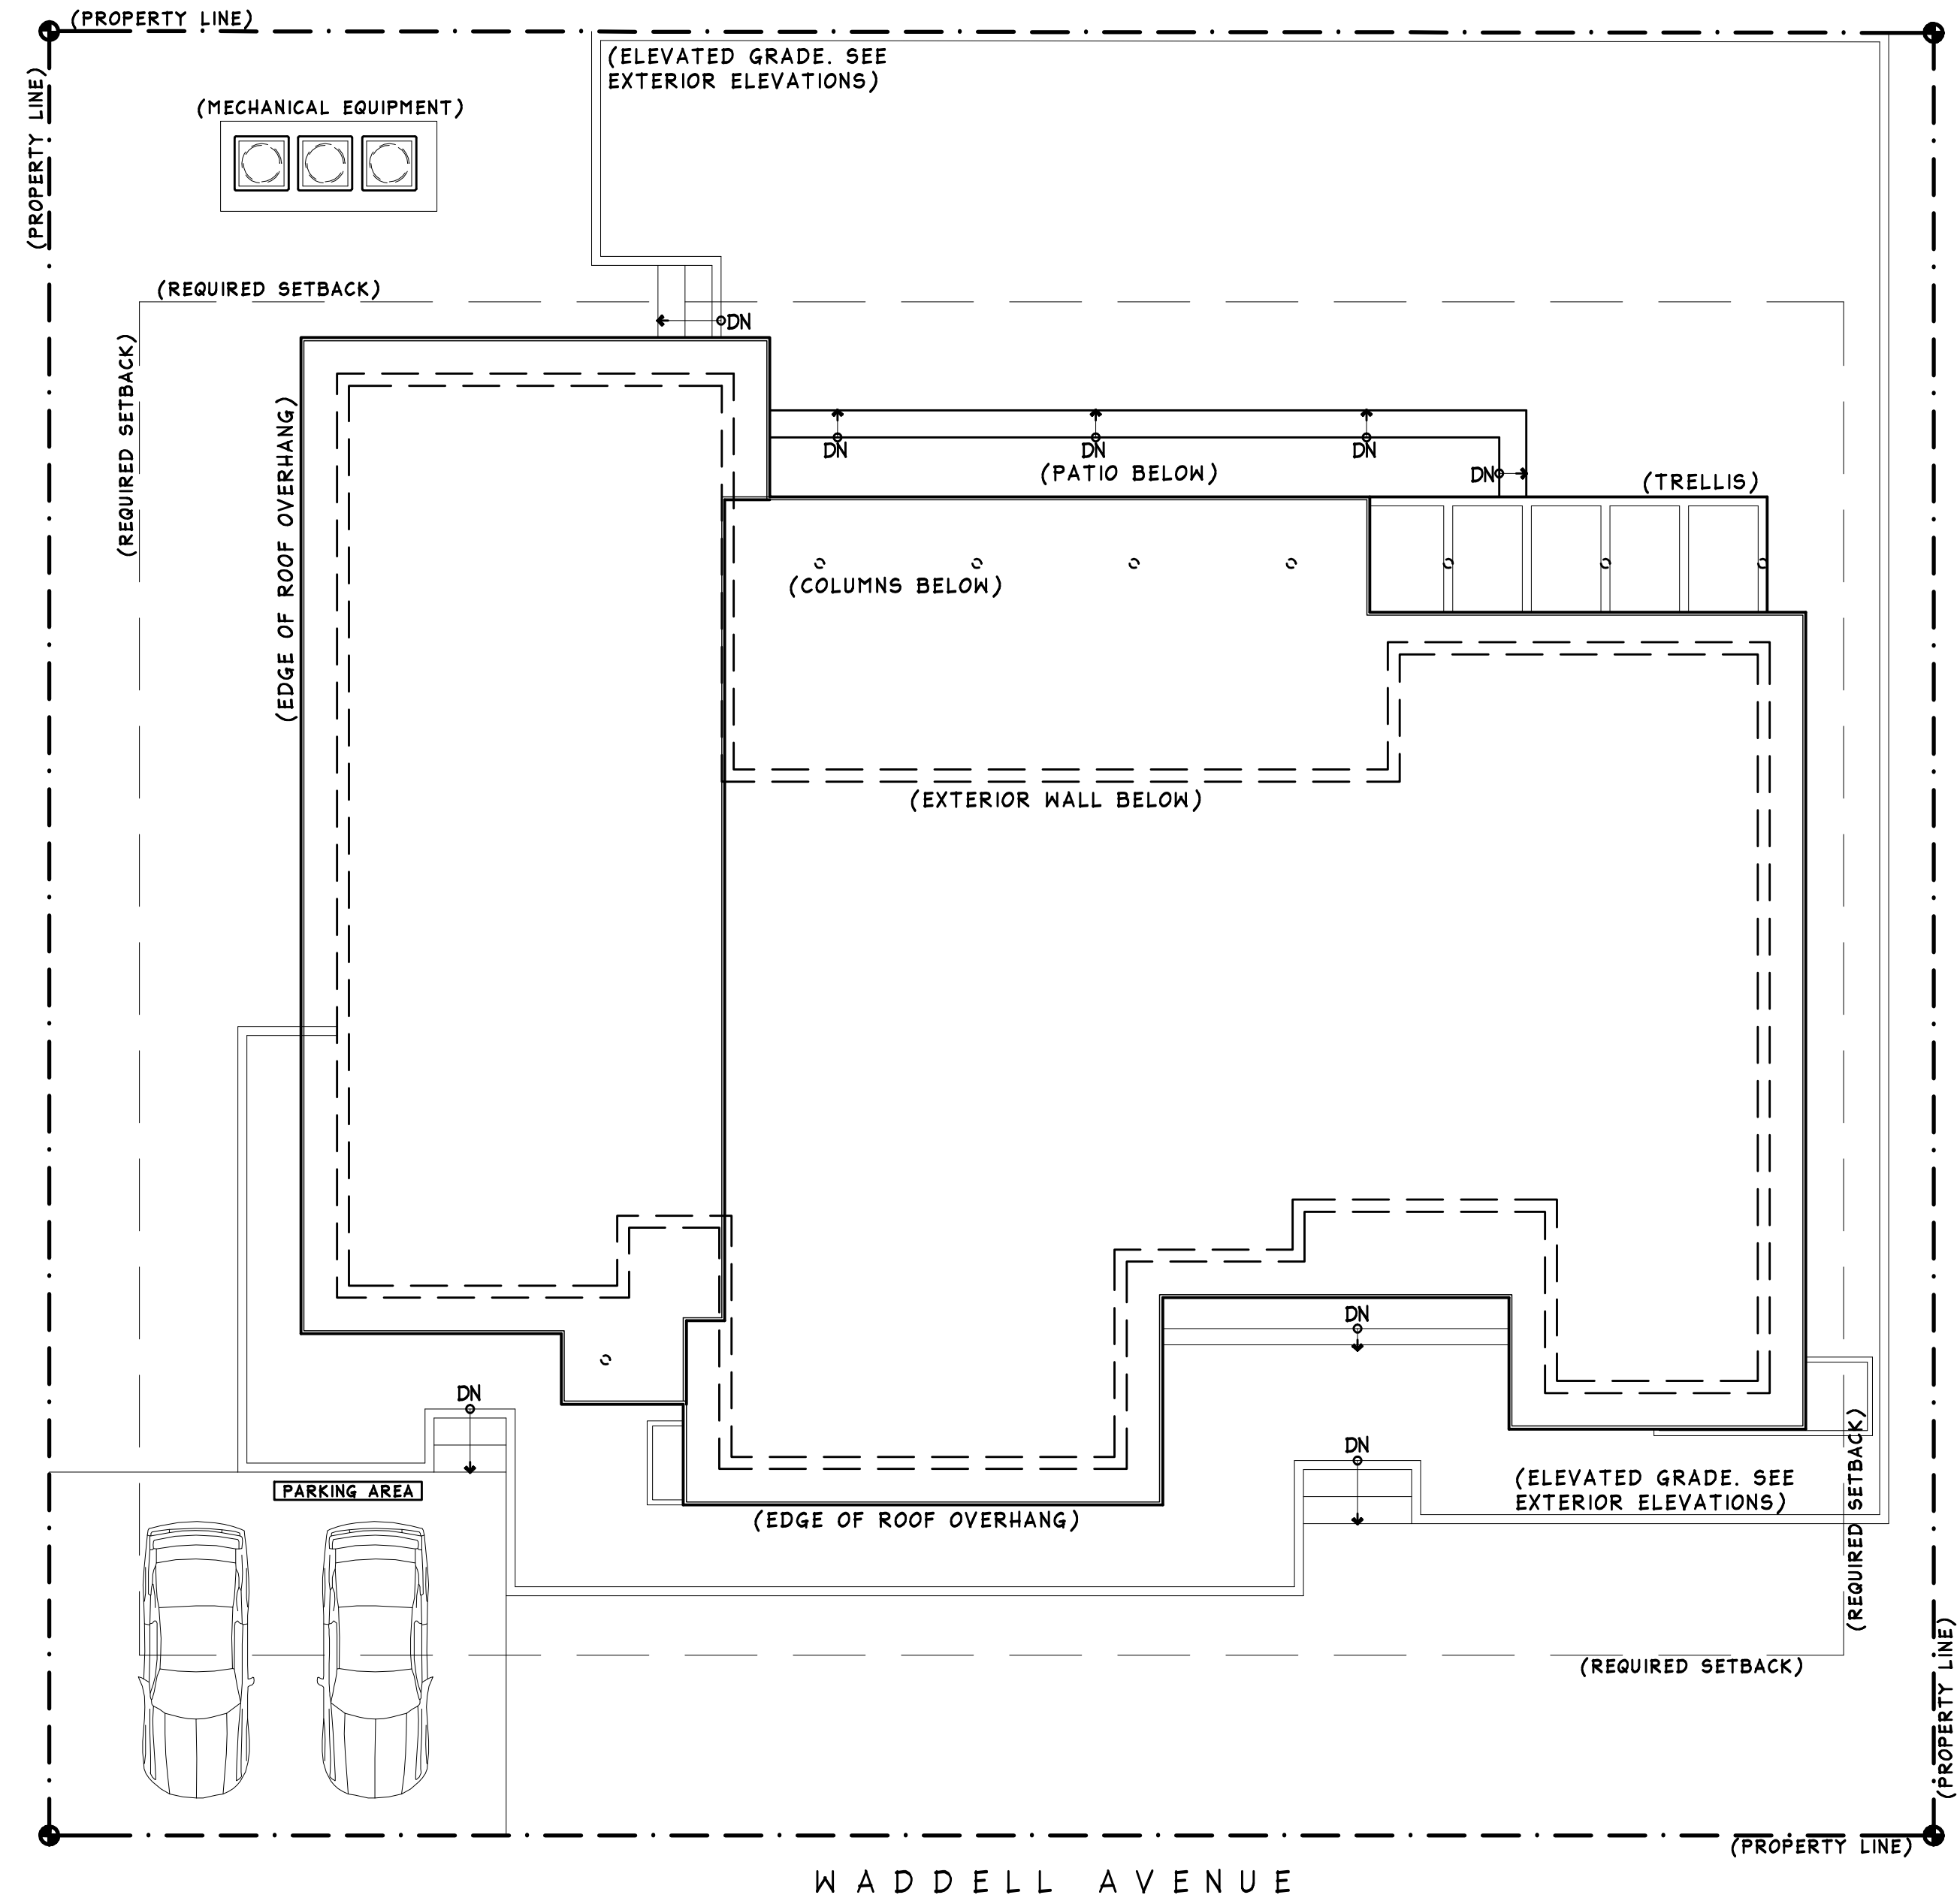 (PROPERTY LINE)
(PROPERTY LINE)
(ELEVATED GRADE. SEE
EXTERIOR ELEVATIONS)
(MECHANICAL EQUIPMENT)
(REQUIRED SETBACK)
DN
(REQUIRED SETBACK)
(EDGE OF ROOF OVERHANG)
DN
DN
DN
(PATIO BELOW)
DN
(TRELLIS)
(COLUMNS BELOW)
(EXTERIOR WALL BELOW)
DN
DN
DN
PARKING AREA
(EDGE OF ROOF OVERHANG)
(ELEVATED GRADE. SEE
EXTERIOR ELEVATIONS)
(REQUIRED SETBACK)
(REQUIRED SETBACK)
(PROPERTY LINE)
(PROPERTY LINE)
WADDELL AVENUE